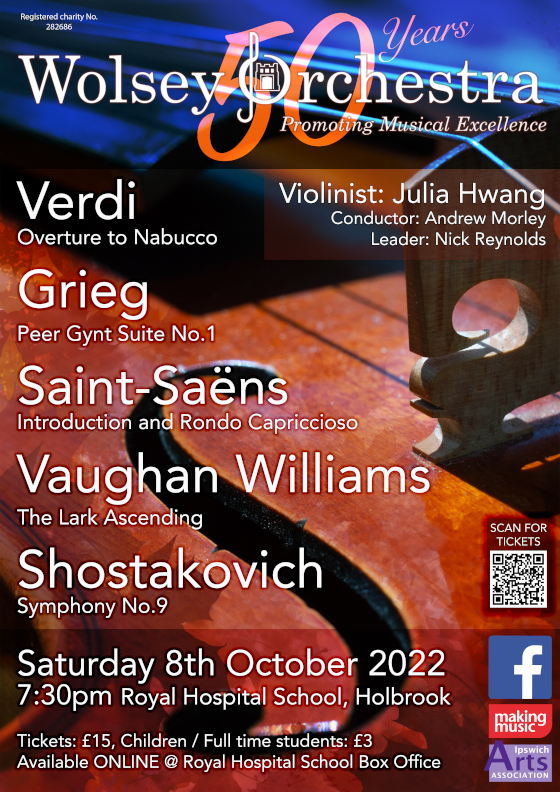 Registered charity No.
282686
50 Years
Wolsey Orchestra
Promoting Musical Excellence
Verdi
Overture to Nabucco
Violinist: Julia Hwang
Conductor: Andrew Morley
Leader: Nick Reynolds
Grieg
Peer Gynt Suite No.1
Saint-Saëns
Introduction and Rondo Capriccioso
Vaughan Williams
The Lark Ascending
Shostakovich
Symphony No.9
SCAN FOR
TICKETS
Saturday 8th October 2022
7:30pm Royal Hospital School, Holbrook
Tickets: £15, Children / Full time students: £3
Available ONLINE @ Royal Hospital School Box Office
f
making
music
Ipswich
Arts
ASSOCIATION